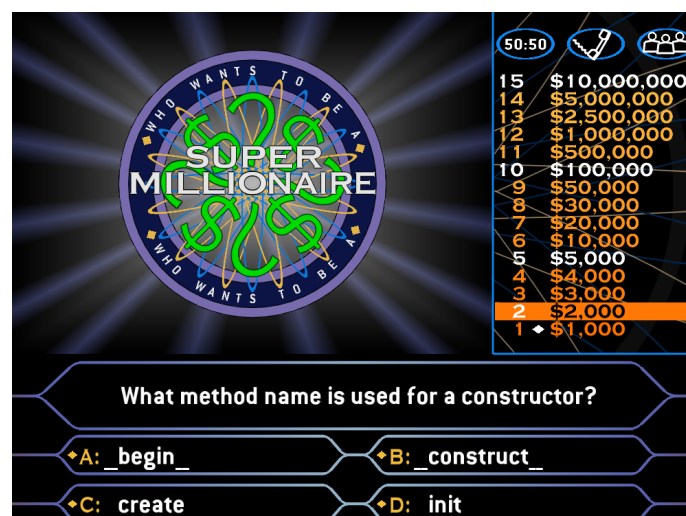 50:50
WHO WANTS TO BE A
SUPER
MILLIONAIRE
WHO WANTS TO BE A
15 $10,000,000
14 $5,000,000
13 $2,500,000
12 $1,000,000
11 $500,000
10 $100,000
9 $50,000
8 $30,000
7 $20,000
6 $10,000
5 $5,000
4 $4,000
3 $3,000
2 $2,000
1 $1,000
What method name is used for a constructor?
A: _begin_
B: _construct__
C: create
D: init